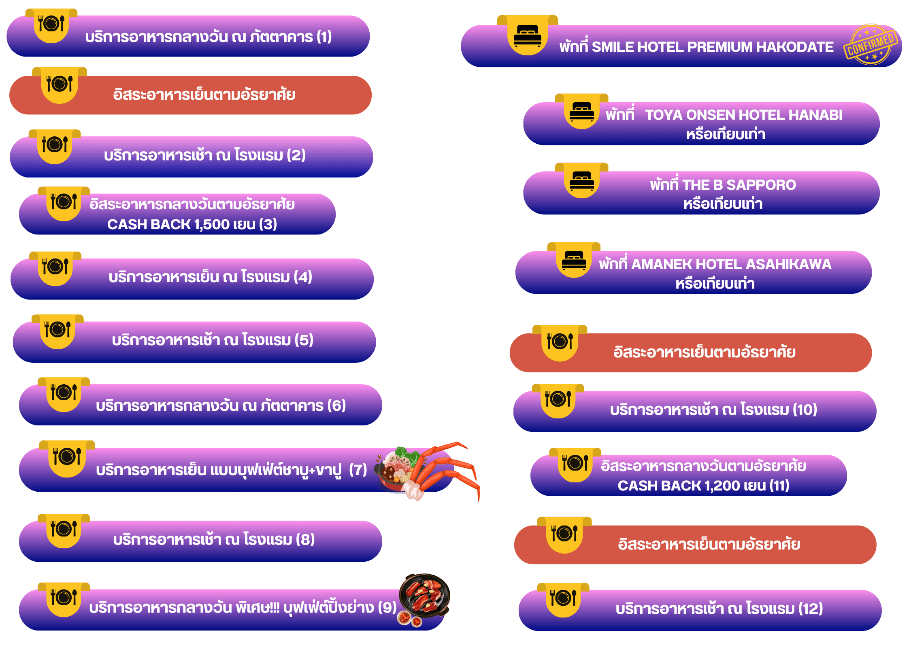 บริการอาหารกลางวัน ณ ภัตตาคาร (1)
อิสระอาหารเย็นตามอัธยาศัย
บริการอาหารเช้า ณ โรงแรม (2)
อิสระอาหารกลางวันตามอัธยาศัย
CASH BACK 1,500 เยน (3)
บริการอาหารเย็น ณ โรงแรม (4)
บริการอาหารเช้า ณ โรงแรม (5)
บริการอาหารกลางวัน ณ ภัตตาคาร (6)
บริการอาหารเย็น แบบบุฟเฟ่ต์ชาบู+ขาปู (7)
บริการอาหารเช้า ณ โรงแรม (8)
บริการอาหารกลางวัน พิเศษ!!! บุฟเฟ่ต์ปิ้งย่าง (9)
พักที่ SMILE HOTEL PREMIUM HAKODATE
CONFIRMED
พักที่ TOYA ONSEN HOTEL HANABI
หรือเทียบเท่า
พักที่ THE B SAPPORO
หรือเทียบเท่า
พักที่ AMANEK HOTEL ASAHIKAWA
หรือเทียบเท่า
อิสระอาหารเย็นตามอัธยาศัย
บริการอาหารเช้า ณ โรงแรม (10)
อิสระอาหารกลางวันตามอัธยาศัย
CASH BACK 1,200 เยน (11)
อิสระอาหารเย็นตามอัธยาศัย
บริการอาหารเช้า ณ โรงแรม (12)